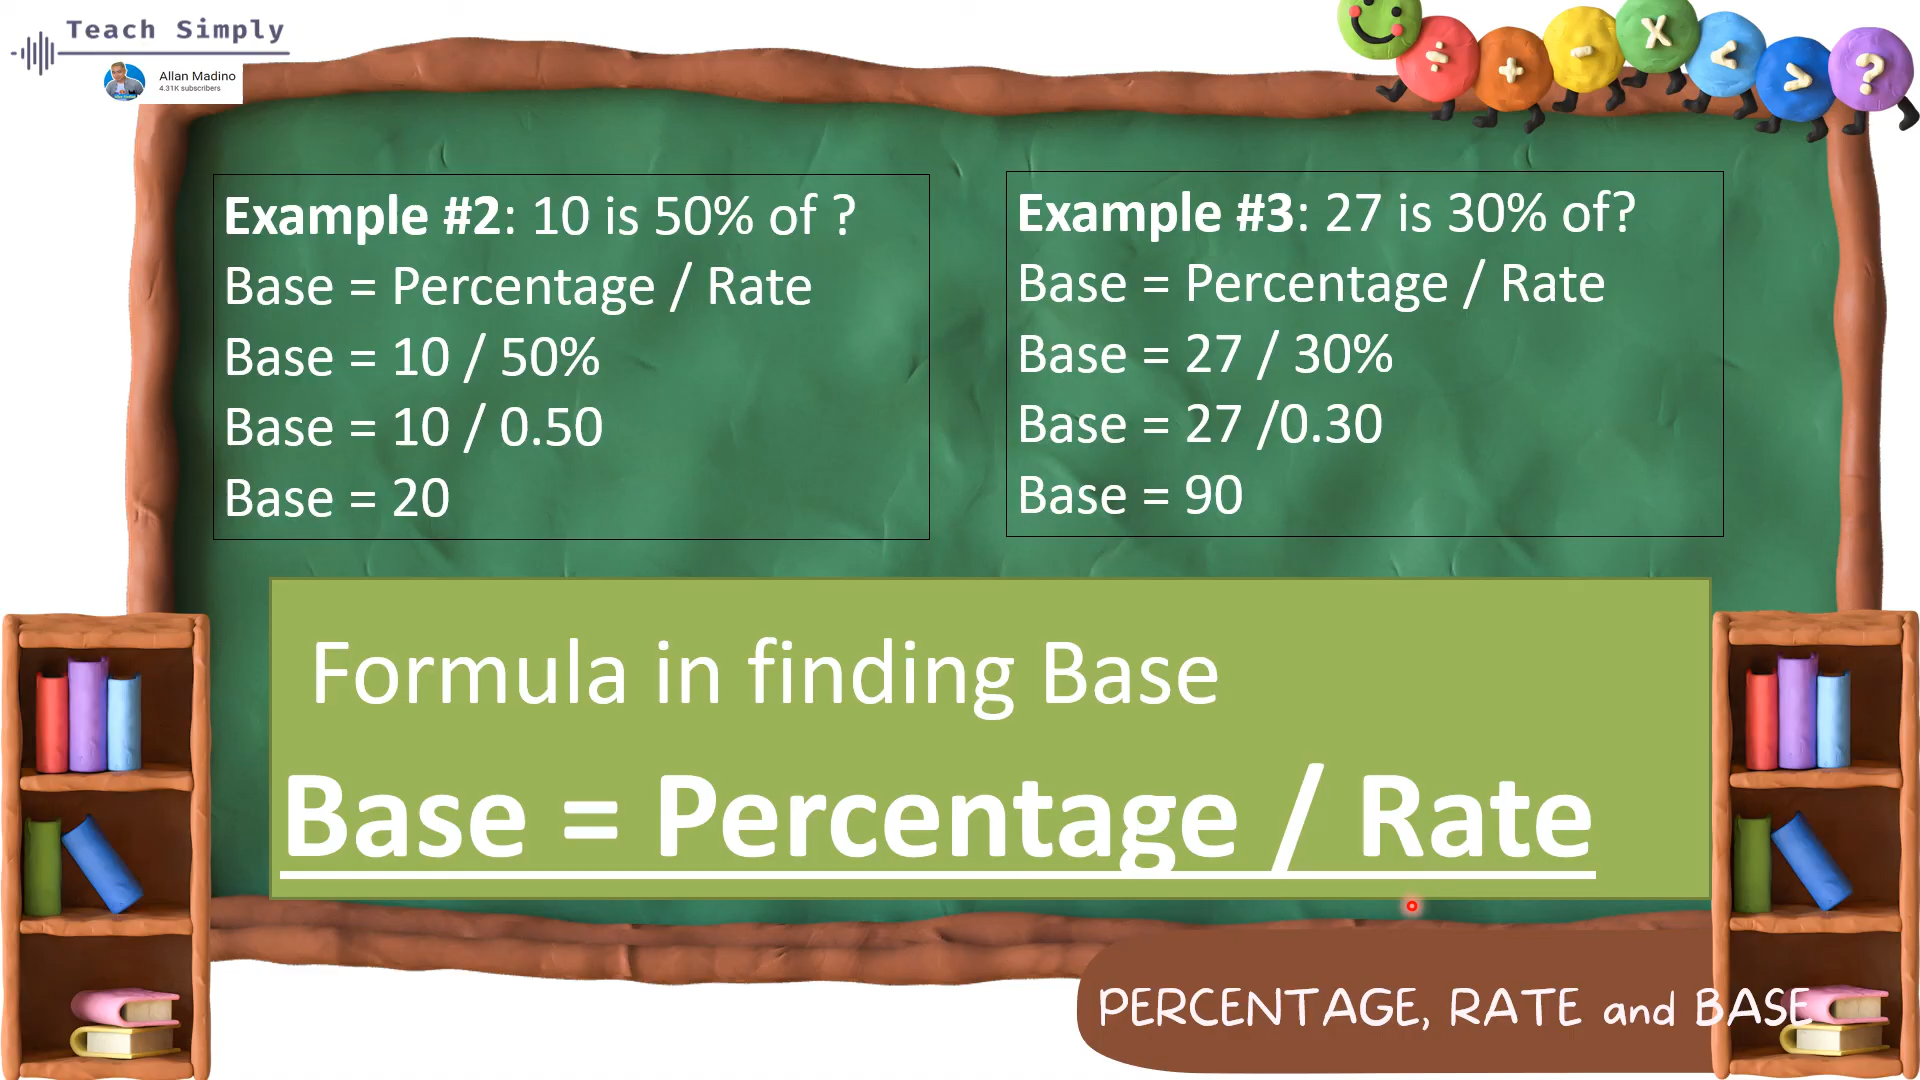 Teach Simply
Allan Madino
4.31K subscribers
÷ + - X < > ?
Example #2: 10 is 50% of ?
Base = Percentage / Rate
Base = 10 / 50%
Base = 10 / 0.50
Base = 20
Example #3: 27 is 30% of?
Base = Percentage / Rate
Base = 27 / 30%
Base = 27 /0.30
Base = 90
Formula in finding Base
Base = Percentage / Rate
PERCENTAGE, RATE and BASE